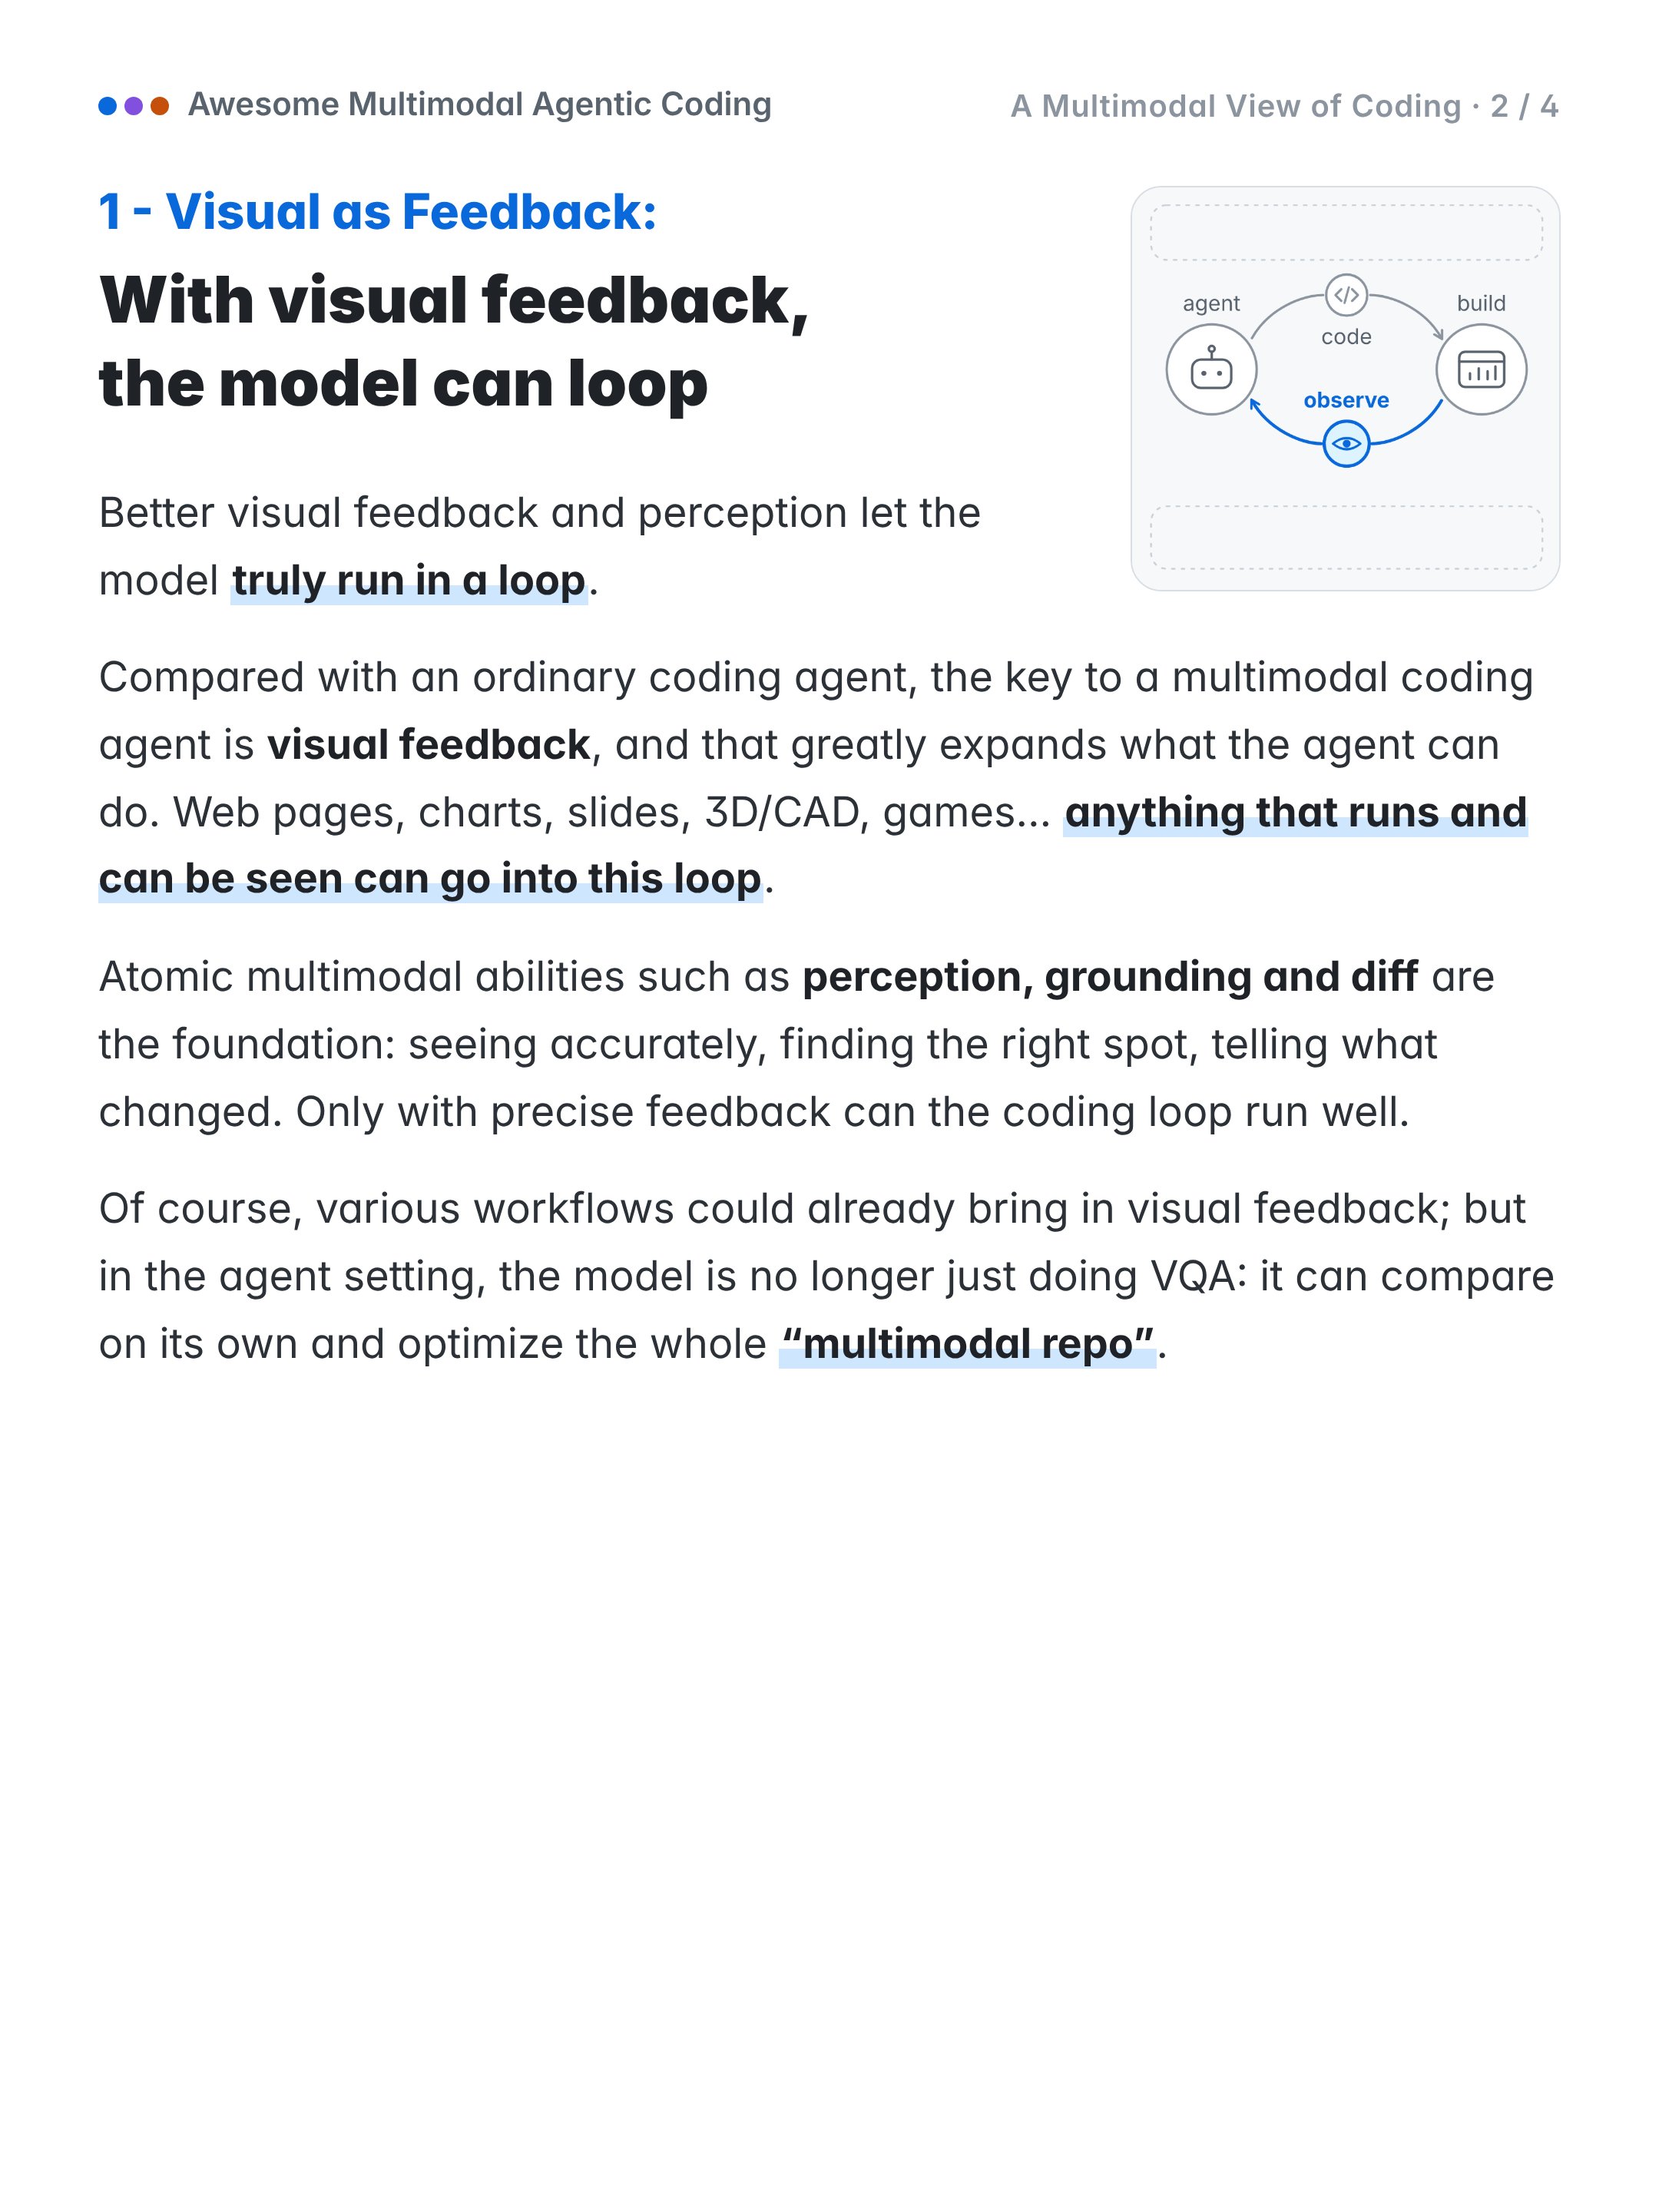 Awesome Multimodal Agentic Coding
A Multimodal View of Coding · 2 / 4
1 - Visual as Feedback:
With visual feedback,
the model can loop
agent
code
build
observe
Better visual feedback and perception let the
model truly run in a loop.
Compared with an ordinary coding agent, the key to a multimodal coding
agent is visual feedback, and that greatly expands what the agent can
do. Web pages, charts, slides, 3D/CAD, games... anything that runs and
can be seen can go into this loop.
Atomic multimodal abilities such as perception, grounding and diff are
the foundation: seeing accurately, finding the right spot, telling what
changed. Only with precise feedback can the coding loop run well.
Of course, various workflows could already bring in visual feedback; but
in the agent setting, the model is no longer just doing VQA: it can compare
on its own and optimize the whole “multimodal repo”.